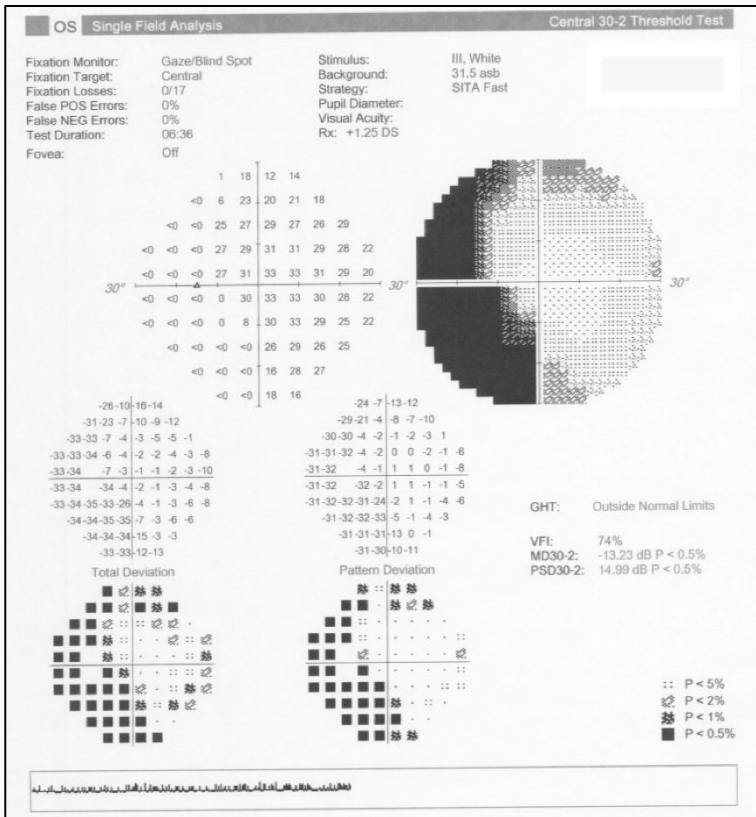 OS Single Field Analysis Central 30-2 Threshold Test
Fixation Monitor: Gaze/Blind Spot Stimulus: III, White
Fixation Target: Central Background: 31.5 asb
Fixation Losses: 0/17 Strategy: SITA Fast
False POS Errors: 0% Pupil Diameter:
False NEG Errors: 0% Visual Acuity:
Test Duration: 06:36 Rx: +1.25 DS
Fovea: Off
1 18 12 14
<0 6 23 20 21 18
<0 <0 25 27 29 27 26 29
<0 <0 <0 27 29 31 31 29 28 22
<0 <0 <0 27 31 33 33 31 29 20
30° 30° 30°
<0 <0 <0 0 30 33 33 30 28 22
<0 <0 <0 0 8 30 33 29 25 22
<0 <0 <0 <0 26 29 26 25
<0 <0 <0 16 28 27
<0 <0 18 16
-26 -10 -16 -14
-31 -23 -7 -10 -9 -12
-33 -33 -7 -4 -3 -5 -5 -1
-33 -33 -34 -6 -4 -2 -2 -4 -3 -8
-33 -34 -7 -3 -1 -1 -2 -3 -10
-33 -34 -34 -4 -2 -1 -3 -4 -8
-33 -34 -35 -33 -26 -4 -1 -3 -6 -8
-34 -34 -35 -35 -7 -3 -6 -6
-34 -34 -34 -15 -3 -3
-33 -33 -12 -13
Total Deviation
-24 -7 -13 -12
-29 -21 -4 -8 -7 -10
-30 -30 -4 -2 -1 -2 -3 1
-31 -31 -32 -4 -2 0 0 -2 -1 -6
-31 -32 -4 -1 1 1 0 -1 -8
-31 -32 -32 -2 1 1 -1 -1 -5
-31 -32 -32 -31 -24 -2 1 -1 -4 -6
-31 -32 -32 -33 -5 -1 -4 -3
-31 -31 -31 -13 0 -1
-31 -30 -10 -11
Pattern Deviation
GHT: Outside Normal Limits
VFI: 74%
MD30-2: -13.23 dB P < 0.5%
PSD30-2: 14.99 dB P < 0.5%
P < 5%
P < 2%
P < 1%
P < 0.5%